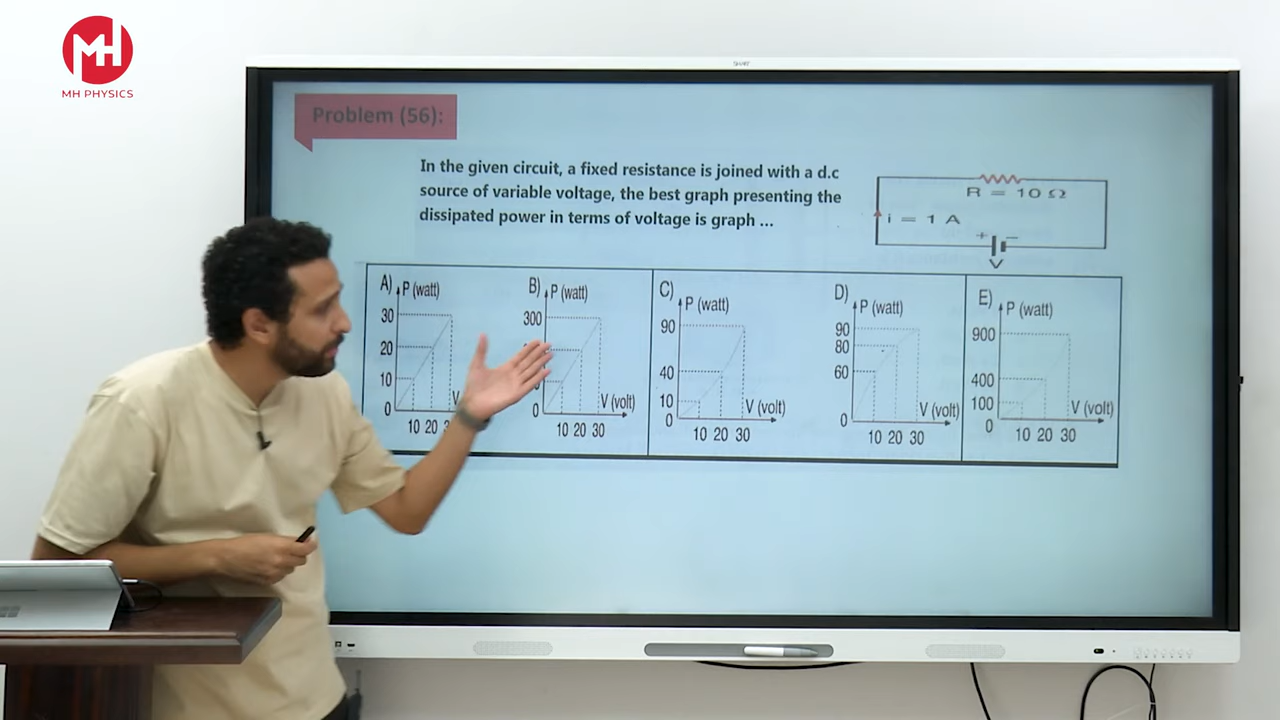 MH
MH PHYSICS
SMART
Problem (56):
In the given circuit, a fixed resistance is joined with a d.c
source of variable voltage, the best graph presenting the
dissipated power in terms of voltage is graph ...
R = 10 Ω
i = 1 A
+ −
V
A)
P (watt)
30
20
10
0
V
10 20 3
B)
P (watt)
300
0
V (volt)
10 20 30
C)
P (watt)
90
40
10
0
V (volt)
10 20 30
D)
P (watt)
90
80
60
0
V (volt)
10 20 30
E)
P (watt)
900
400
100
0
V (volt)
10 20 30